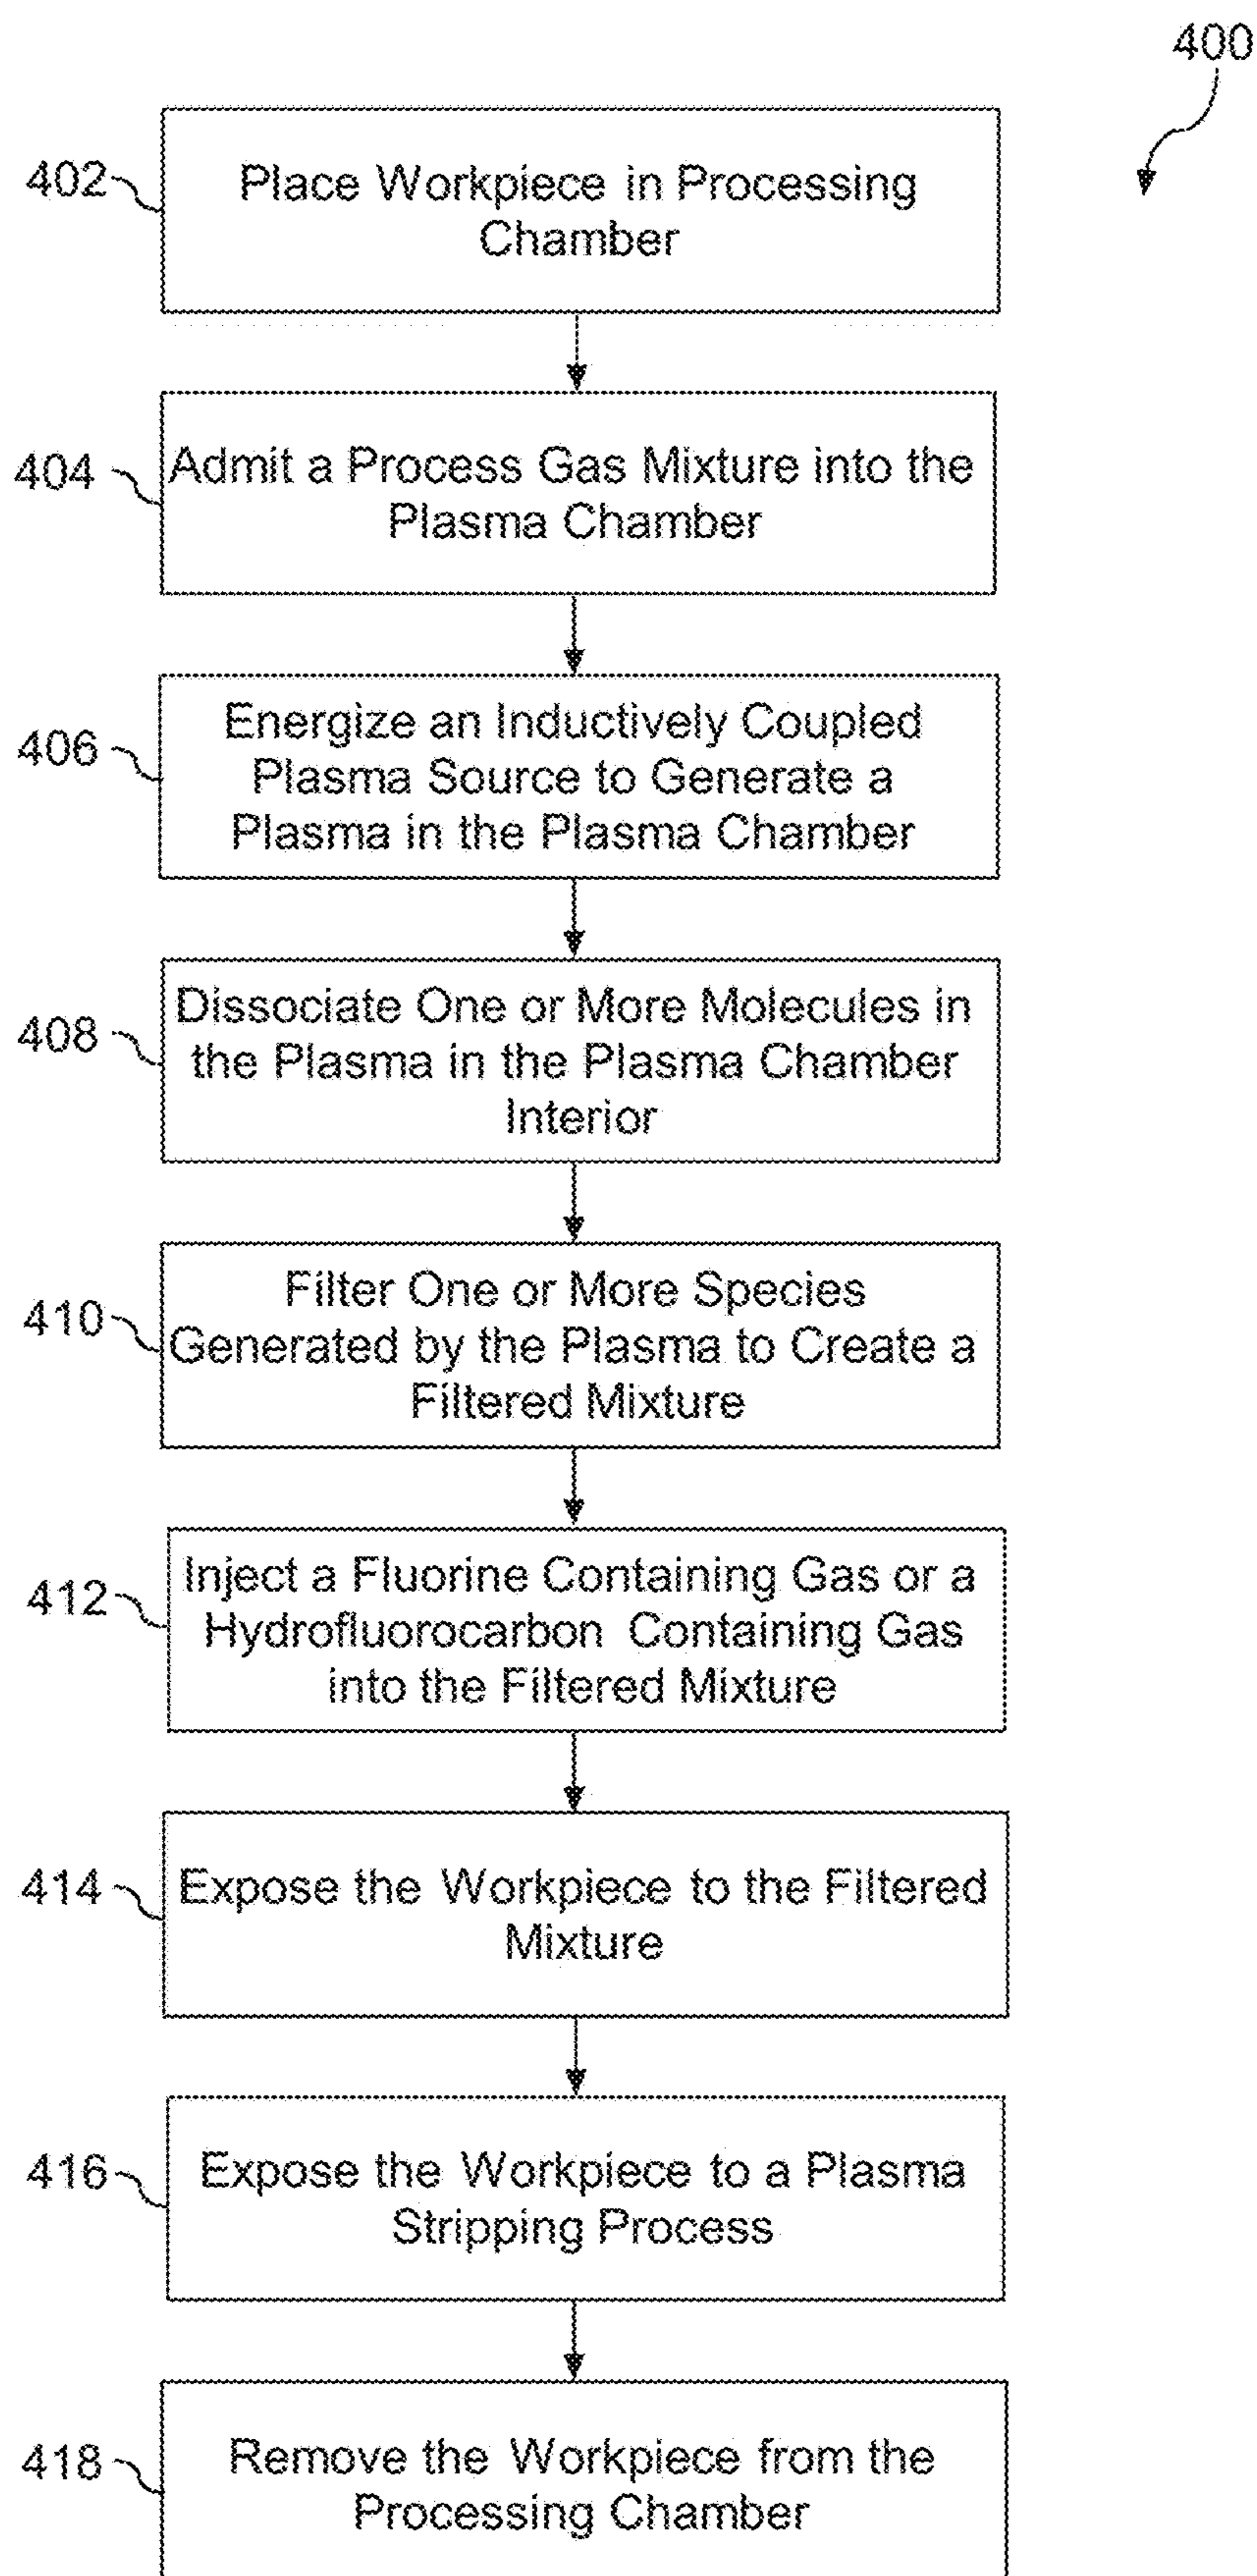 400
402
Place Workpiece in Processing
Chamber
404
Admit a Process Gas Mixture into the
Plasma Chamber
406
Energize an Inductively Coupled
Plasma Source to Generate a
Plasma in the Plasma Chamber
408
Dissociate One or More Molecules in
the Plasma in the Plasma Chamber
Interior
410
Filter One or More Species
Generated by the Plasma to Create a
Filtered Mixture
412
Inject a Fluorine Containing Gas or a
Hydrofluorocarbon Containing Gas
into the Filtered Mixture
414
Expose the Workpiece to the Filtered
Mixture
416
Expose the Workpiece to a Plasma
Stripping Process
418
Remove the Workpiece from the
Processing Chamber